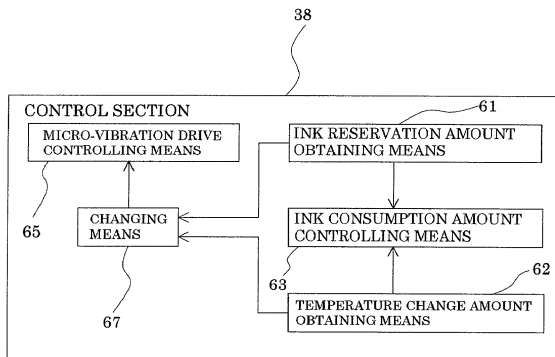 38
CONTROL SECTION
61
MICRO-VIBRATION DRIVE
CONTROLLING MEANS
INK RESERVATION AMOUNT
OBTAINING MEANS
65
CHANGING
MEANS
INK CONSUMPTION AMOUNT
CONTROLLING MEANS
67
63
62
TEMPERATURE CHANGE AMOUNT
OBTAINING MEANS